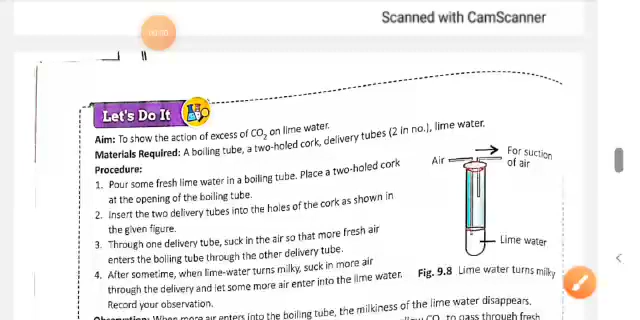 Scanned with CamScanner
00:00
Let's Do It
Aim: To show the action of excess of CO₂ on lime water.
Materials Required: A boiling tube, a two-holed cork, delivery tubes (2 in no.), lime water.
Procedure:
1. Pour some fresh lime water in a boiling tube. Place a two-holed cork
at the opening of the boiling tube.
2. Insert the two delivery tubes into the holes of the cork as shown in
the given figure.
3. Through one delivery tube, suck in the air so that more fresh air
enters the boiling tube through the other delivery tube.
4. After sometime, when lime-water turns milky, suck in more air
through the delivery and let some more air enter into the lime water.
Record your observation.
Air
For suction
of air
Lime water
Fig. 9.8 Lime water turns milky
Observation: When more air enters into the boiling tube, the milkiness of the lime water disappears.
CO₂ to pass through fresh